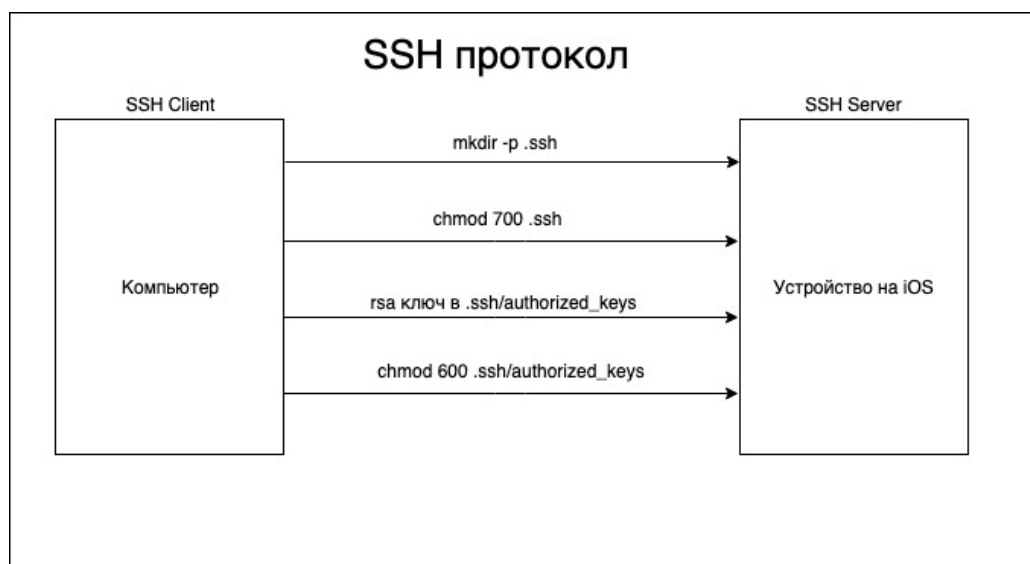 SSH протокол
SSH Client
SSH Server
mkdir -p .ssh
chmod 700 .ssh
Компьютер
Устройство на iOS
rsa ключ в .ssh/authorized_keys
chmod 600 .ssh/authorized_keys